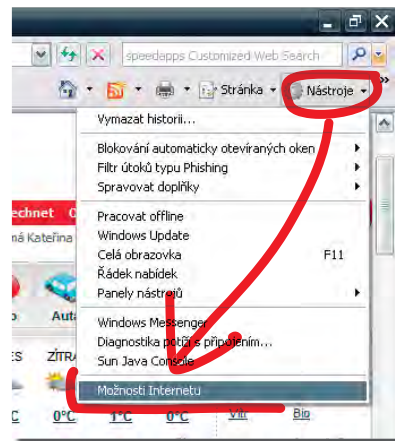 speedapps Customized Web Search
Stránka Nástroje
Vymazat historii...
Blokování automaticky otevíraných oken
Filtr útoků typu Phishing
Spravovat doplňky
echnet
Pracovat offline
ná Kateřina
Windows Update
Celá obrazovka F11
Řádek nabídek
Panely nástrojů
Auta
Windows Messenger
Diagnostika potíží s připojením...
ZÍTRA
Sun Java Console
Možnosti Internetu
0°C 1°C 0°C Vtip Bio